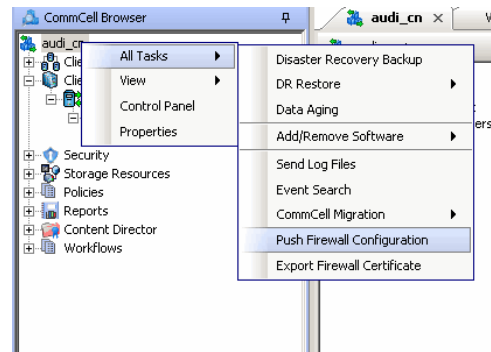 CommCell Browser
audi_cn
audi_cn
All Tasks
View
Control Panel
Properties
Disaster Recovery Backup
DR Restore
Data Aging
Add/Remove Software
Send Log Files
Event Search
CommCell Migration
Push Firewall Configuration
Export Firewall Certificate
Security
Storage Resources
Policies
Reports
Content Director
Workflows